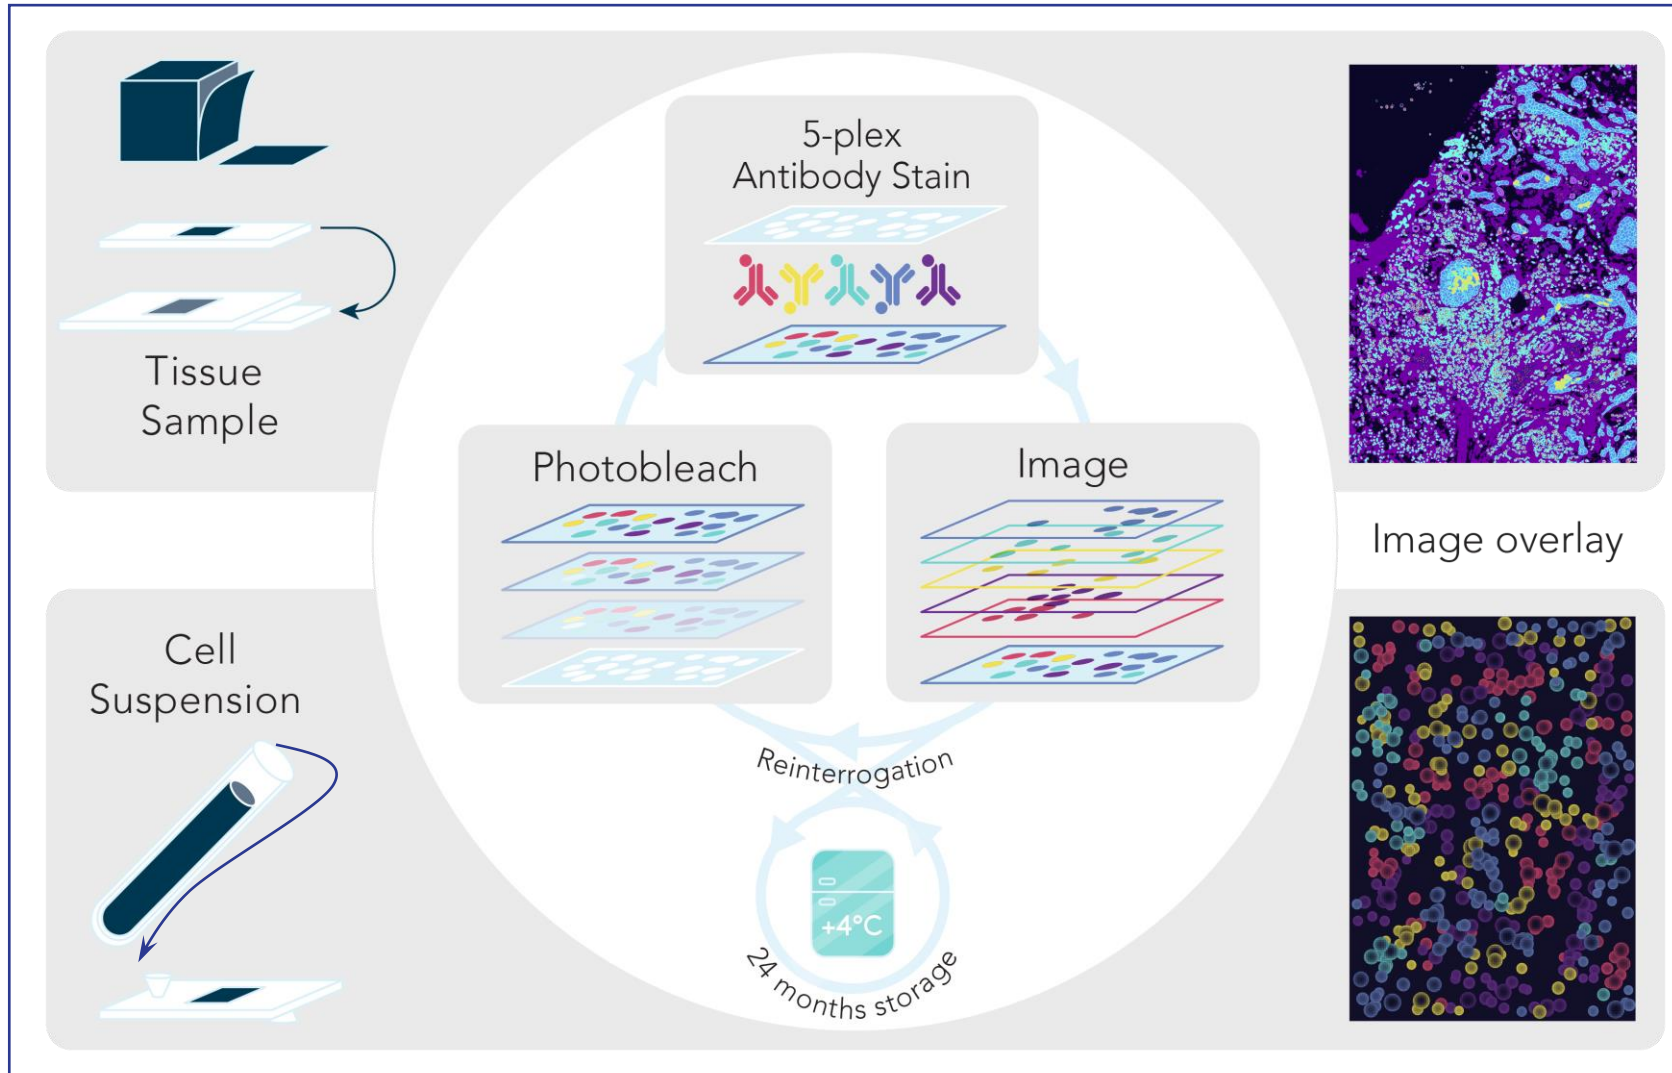 5-plex
Antibody Stain
Tissue
Sample
Photobleach
Image
Image overlay
Cell
Suspension
Reinterrogation
+4°C
24 months storage